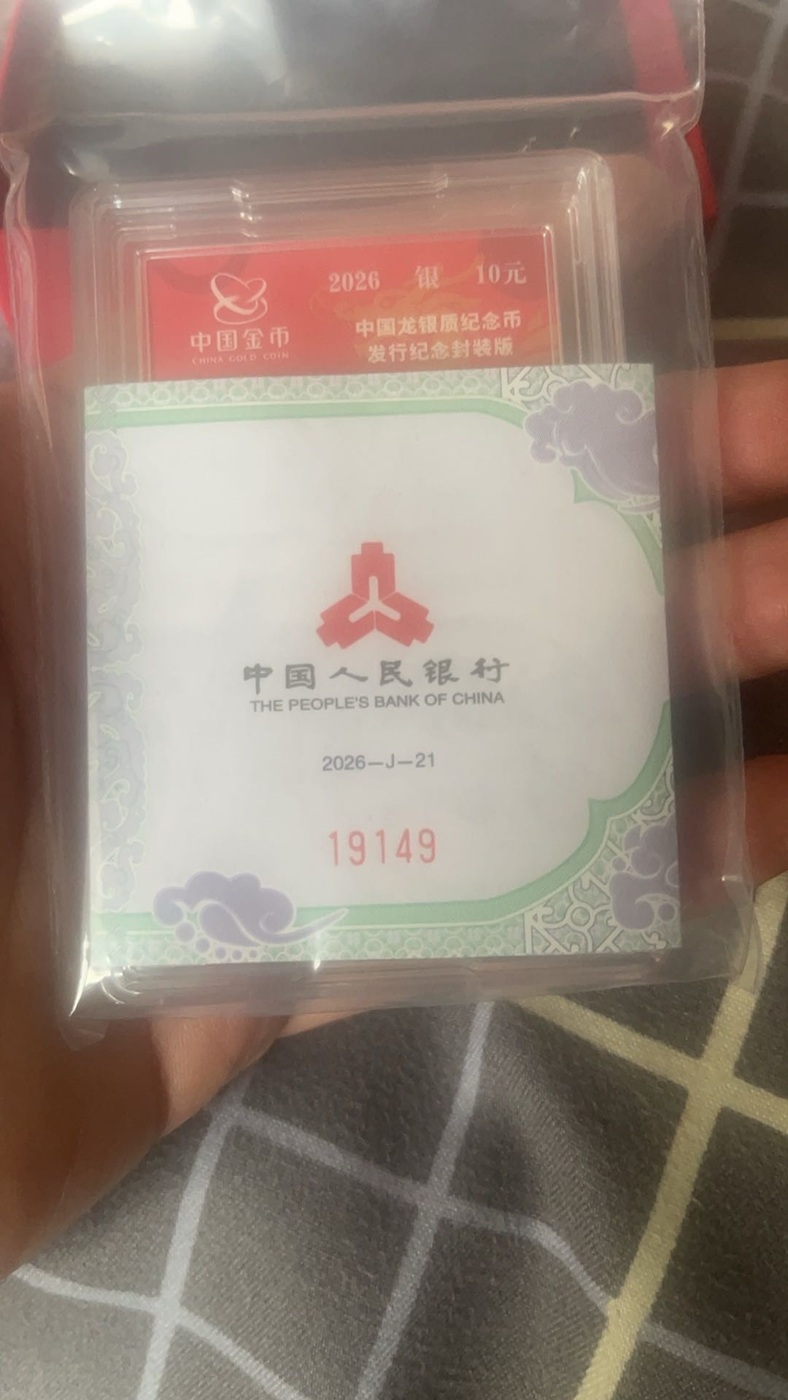 2026 银 10元
中国金币
CHINA GOLD COIN
中国龙银质纪念币
发行纪念封装版
中国人民银行
THE PEOPLE'S BANK OF CHINA
2026—J—21
19149